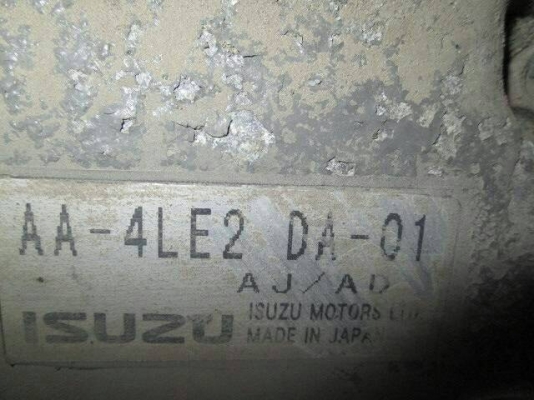 AA-4LE2 DA-01
AJ/AD
ISUZU ISUZU MOTORS LTD.
MADE IN JAPAN